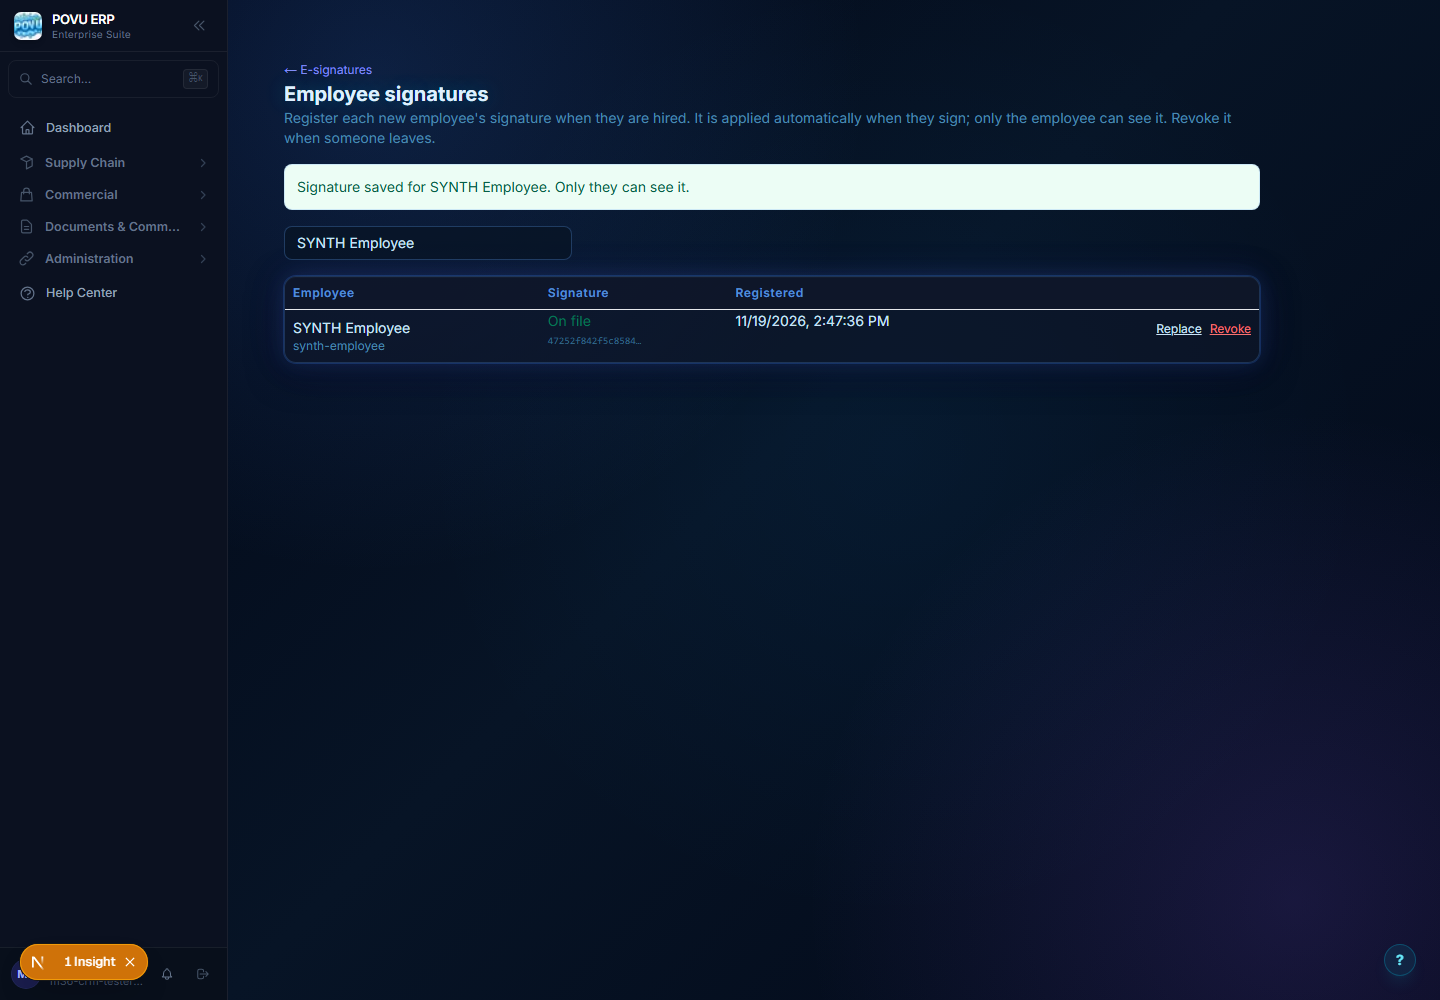 POVU ERP
Enterprise Suite
Search...
⌘K
Dashboard
Supply Chain
Commercial
Documents & Comm...
Administration
Help Center
← E-signatures
Employee signatures
Register each new employee's signature when they are hired. It is applied automatically when they sign; only the employee can see it. Revoke it
when someone leaves.
Signature saved for SYNTH Employee. Only they can see it.
SYNTH Employee
Employee Signature Registered
SYNTH Employee On file 11/19/2026, 2:47:36 PM Replace Revoke
synth-employee 47252f842f5c8584…
1 Insight
?